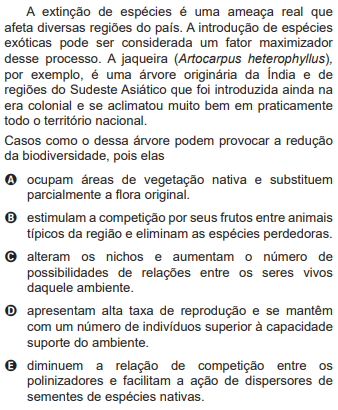 A extinção de espécies é uma ameaça real que
afeta diversas regiões do país. A introdução de espécies
exóticas pode ser considerada um fator maximizador
desse processo. A jaqueira (Artocarpus heterophyllus),
por exemplo, é uma árvore originária da Índia e de
regiões do Sudeste Asiático que foi introduzida ainda na
era colonial e se aclimatou muito bem em praticamente
todo o território nacional.
Casos como o dessa árvore podem provocar a redução
da biodiversidade, pois elas
A ocupam áreas de vegetação nativa e substituem
parcialmente a flora original.
B estimulam a competição por seus frutos entre animais
típicos da região e eliminam as espécies perdedoras.
C alteram os nichos e aumentam o número de
possibilidades de relações entre os seres vivos
daquele ambiente.
D apresentam alta taxa de reprodução e se mantêm
com um número de indivíduos superior à capacidade
suporte do ambiente.
E diminuem a relação de competição entre os
polinizadores e facilitam a ação de dispersores de
sementes de espécies nativas.